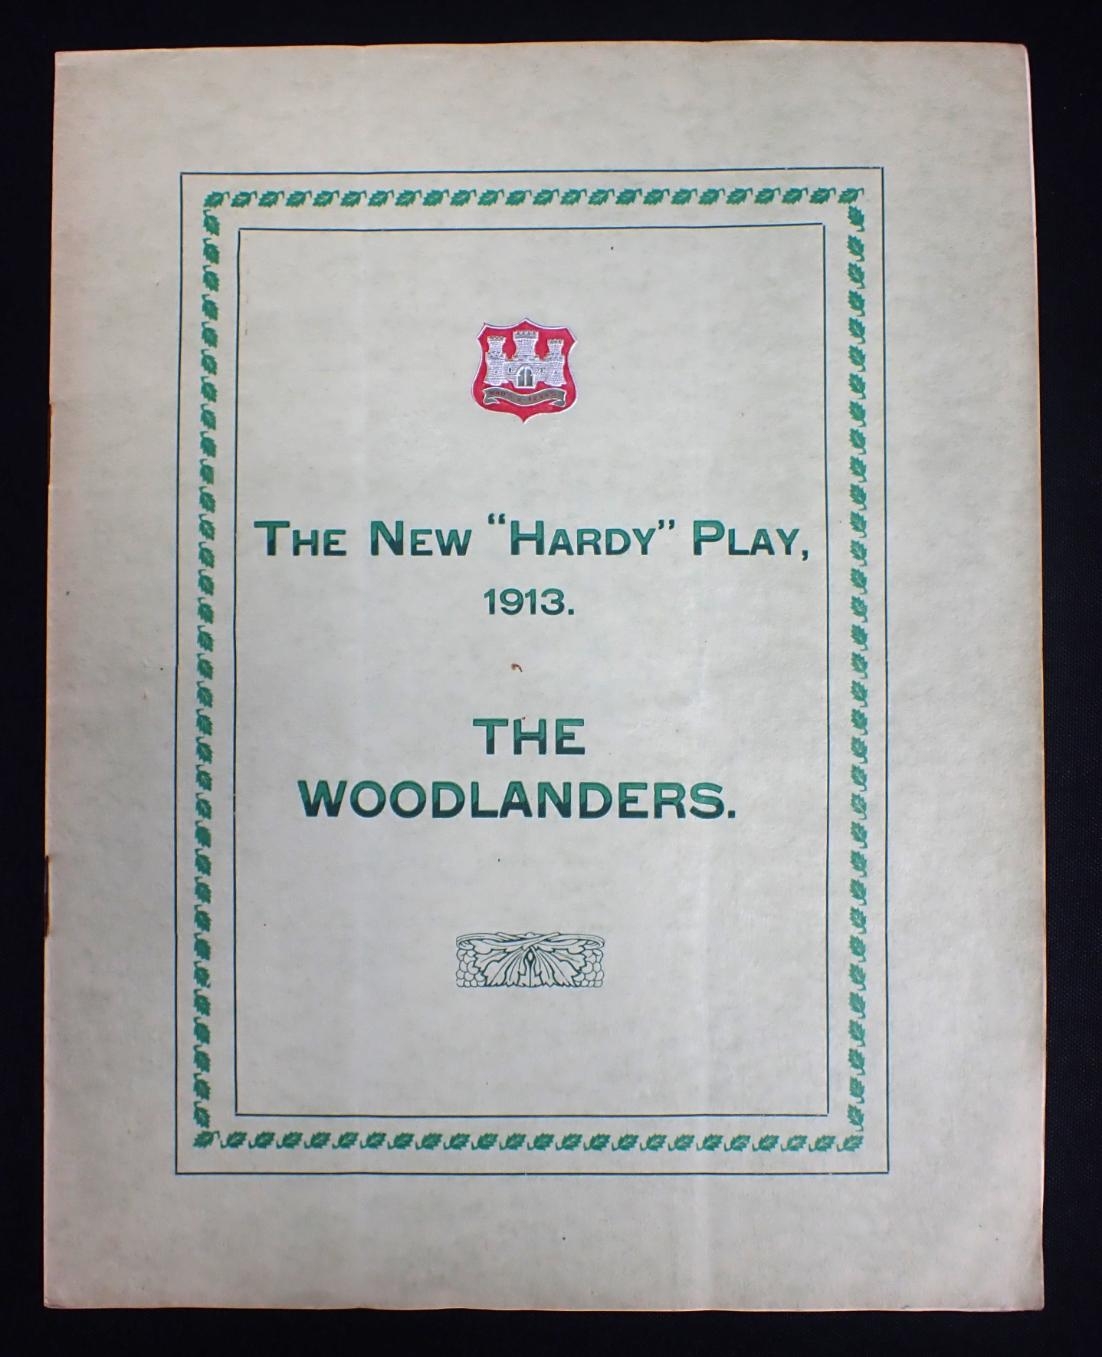 THE NEW "HARDY" PLAY,
1913.
THE
WOODLANDERS.